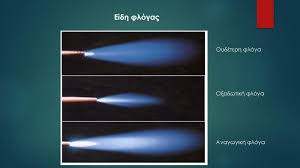 Είδη φλόγας
Ουδέτερη φλόγα
Οξειδωτική φλόγα
Αναγωγική φλόγα